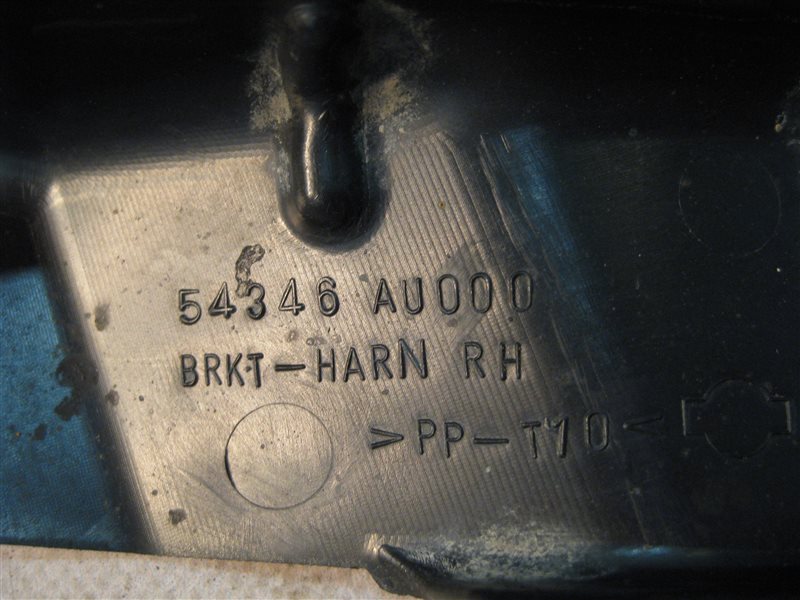 54346 AU000
BRKT-HARN RH
>PP-T10<